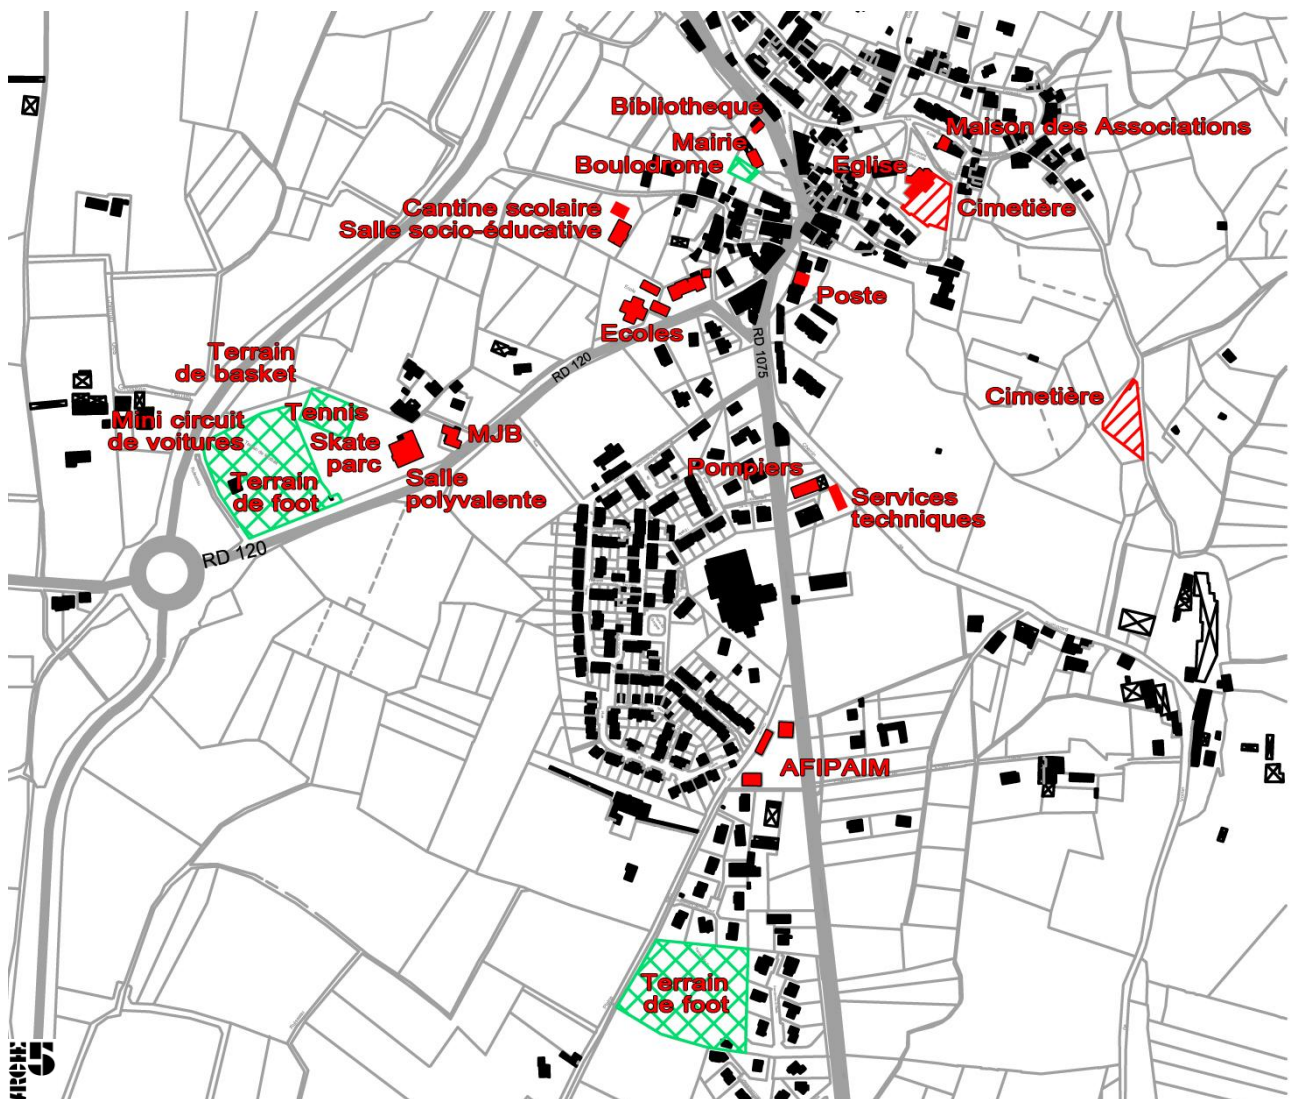 Bibliotheque
Maison des Associations
Mairie
Boulodrome
Eglise
Cantine scolaire
Cimetière
Salle socio-éducative
Poste
Ecoles
RD 1075
RD 120
Terrain
de basket
Cimetière
Tennis
Mini circuit
de voitures
Skate
parc
MJB
Pompiers
Salle
polyvalente
Terrain
de foot
Services
techniques
RD 120
AFIPAIM
Terrain
de foot
5